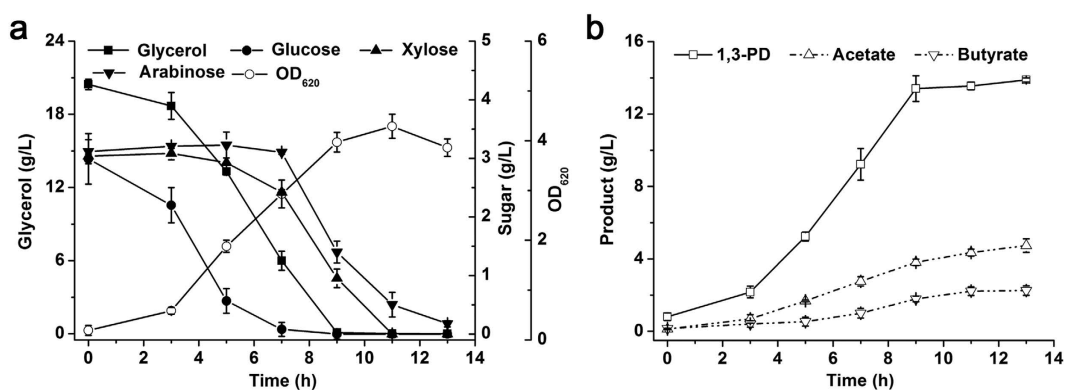 a
Glycerol Glucose Xylose
Arabinose OD620
Glycerol (g/L)
24
18
12
6
0
Sugar (g/L)
5
4
3
2
1
0
OD620
6
4
2
0
0 2 4 6 8 10 12 14
Time (h)
b
1,3-PD Acetate Butyrate
Product (g/L)
16
12
8
4
0
0 2 4 6 8 10 12 14
Time (h)